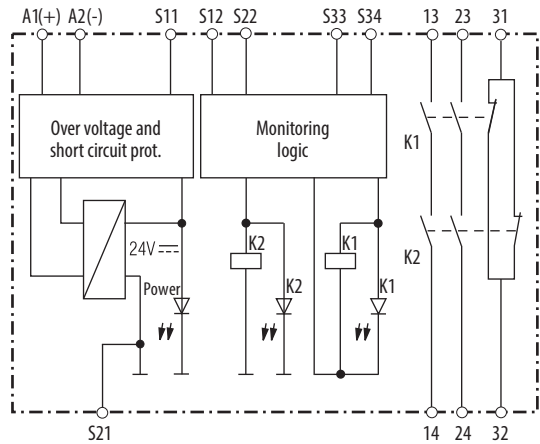 A1(+) A2(-) S11 S12 S22 S33 S34 13 23 31
Over voltage and
short circuit prot.
Monitoring
logic
K1
24V
K2 K1
K2
Power K2 K1
S21 14 24 32